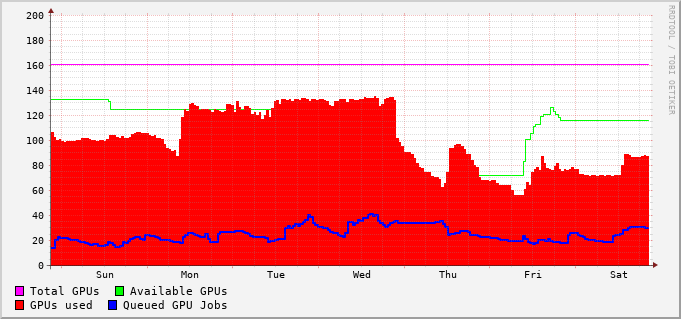 200
180
160
140
120
100
80
60
40
20
0
Sun Mon Tue Wed Thu Fri Sat
Total GPUs Available GPUs
GPUs used Queued GPU Jobs
RRDTOOL / TOBI OETIKER